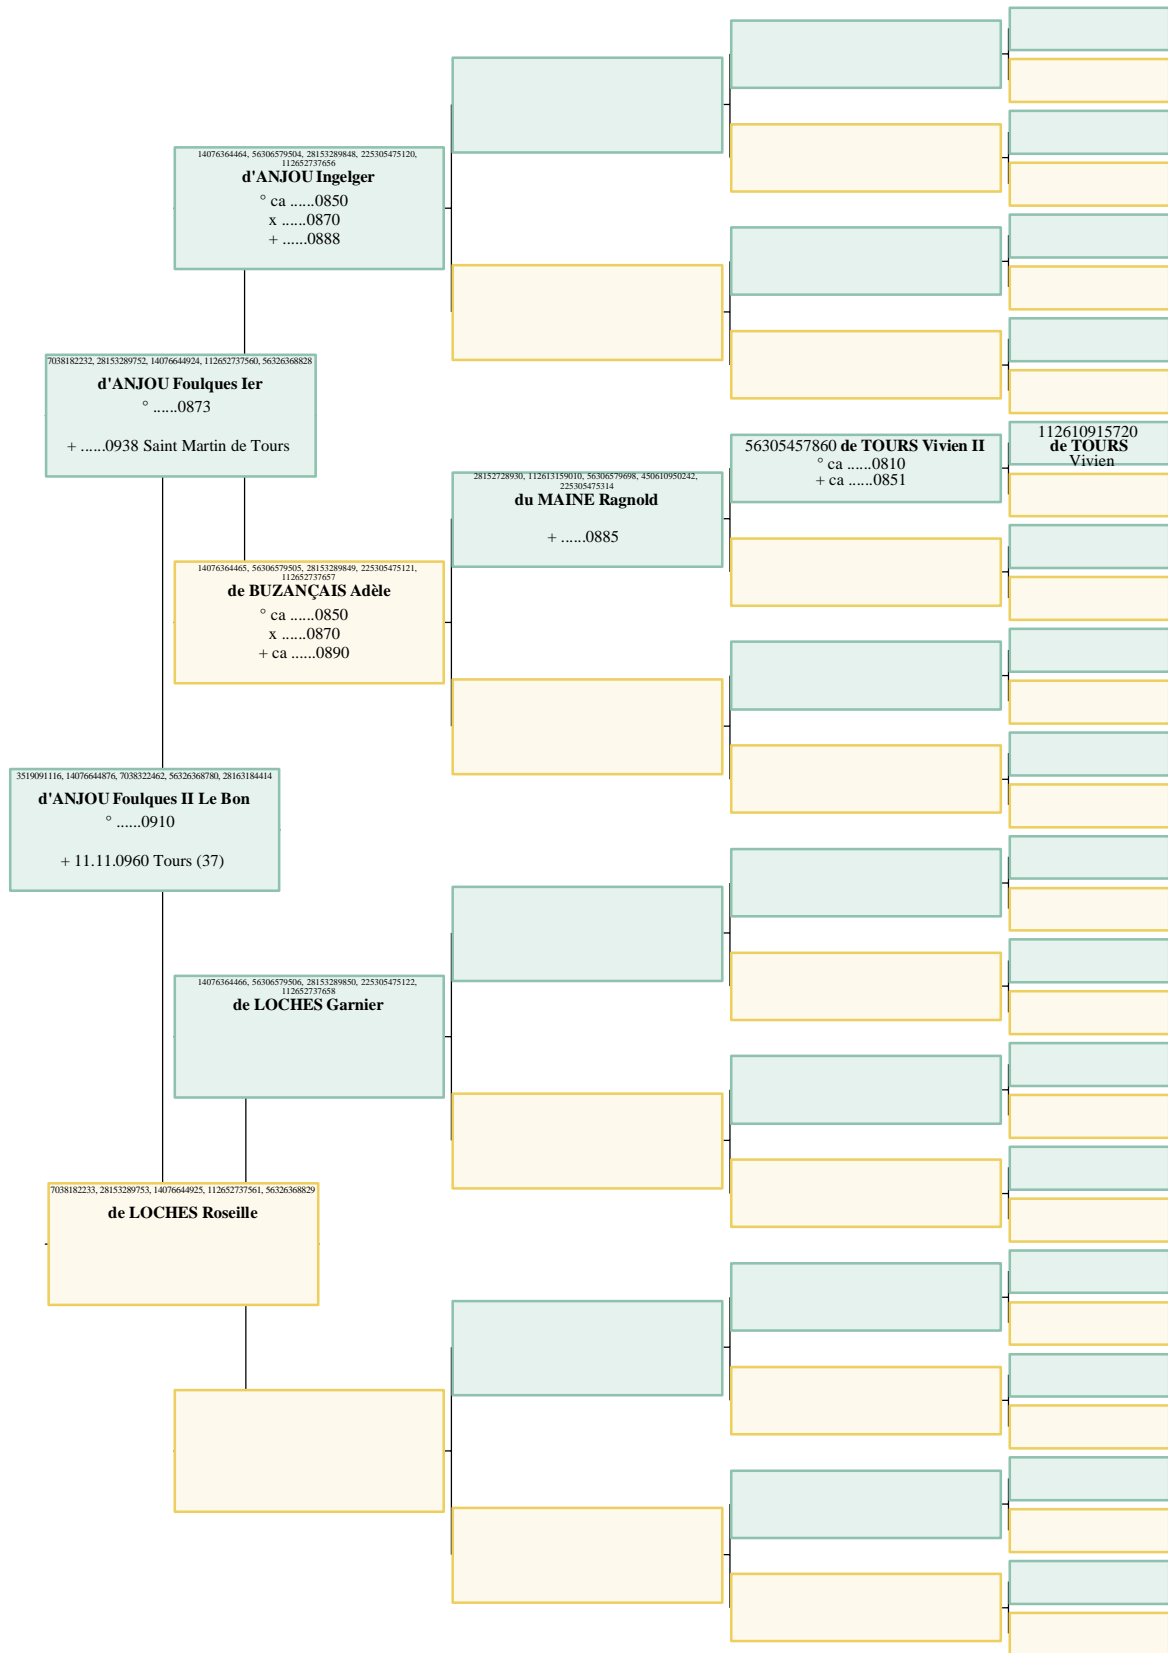 14076364464, 56306579504, 28153289848, 225305475120,
112652737656
d'ANJOU Ingelger
° ca ......0850
x ......0870
+ ......0888
7038182232, 28153289752, 14076644924, 112652737560, 56326368828
d'ANJOU Foulques Ier
° ......0873
+ ......0938 Saint Martin de Tours
56305457860 de TOURS Vivien II
° ca ......0810
+ ca ......0851
112610915720
de TOURS
Vivien
28152728930, 112613159010, 56306579698, 450610950242,
225305475314
du MAINE Ragnold
+ ......0885
14076364465, 56306579505, 28153289849, 225305475121,
112652737657
de BUZANÇAIS Adèle
° ca ......0850
x ......0870
+ ca ......0890
3519091116, 14076644876, 7038322462, 56326368780, 28163184414
d'ANJOU Foulques II Le Bon
° ......0910
+ 11.11.0960 Tours (37)
14076364466, 56306579506, 28153289850, 225305475122,
112652737658
de LOCHES Garnier
7038182233, 28153289753, 14076644925, 112652737561, 56326368829
de LOCHES Roseille